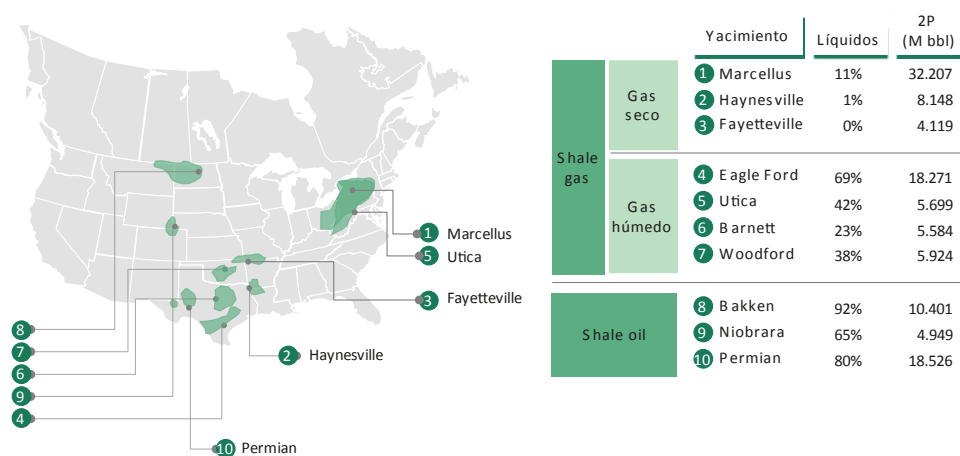 1 Marcellus
5 Utica
3 Fayetteville
8
7
2 Haynesville
6
9
4
10 Permian
Yacimiento Líquidos 2P (M bbl)
Shale gas
Gas seco
1 Marcellus 11% 32.207
2 Haynesville 1% 8.148
3 Fayetteville 0% 4.119
Gas húmedo
4 Eagle Ford 69% 18.271
5 Utica 42% 5.699
6 Barnett 23% 5.584
7 Woodford 38% 5.924
Shale oil
8 Bakken 92% 10.401
9 Niobrara 65% 4.949
10 Permian 80% 18.526